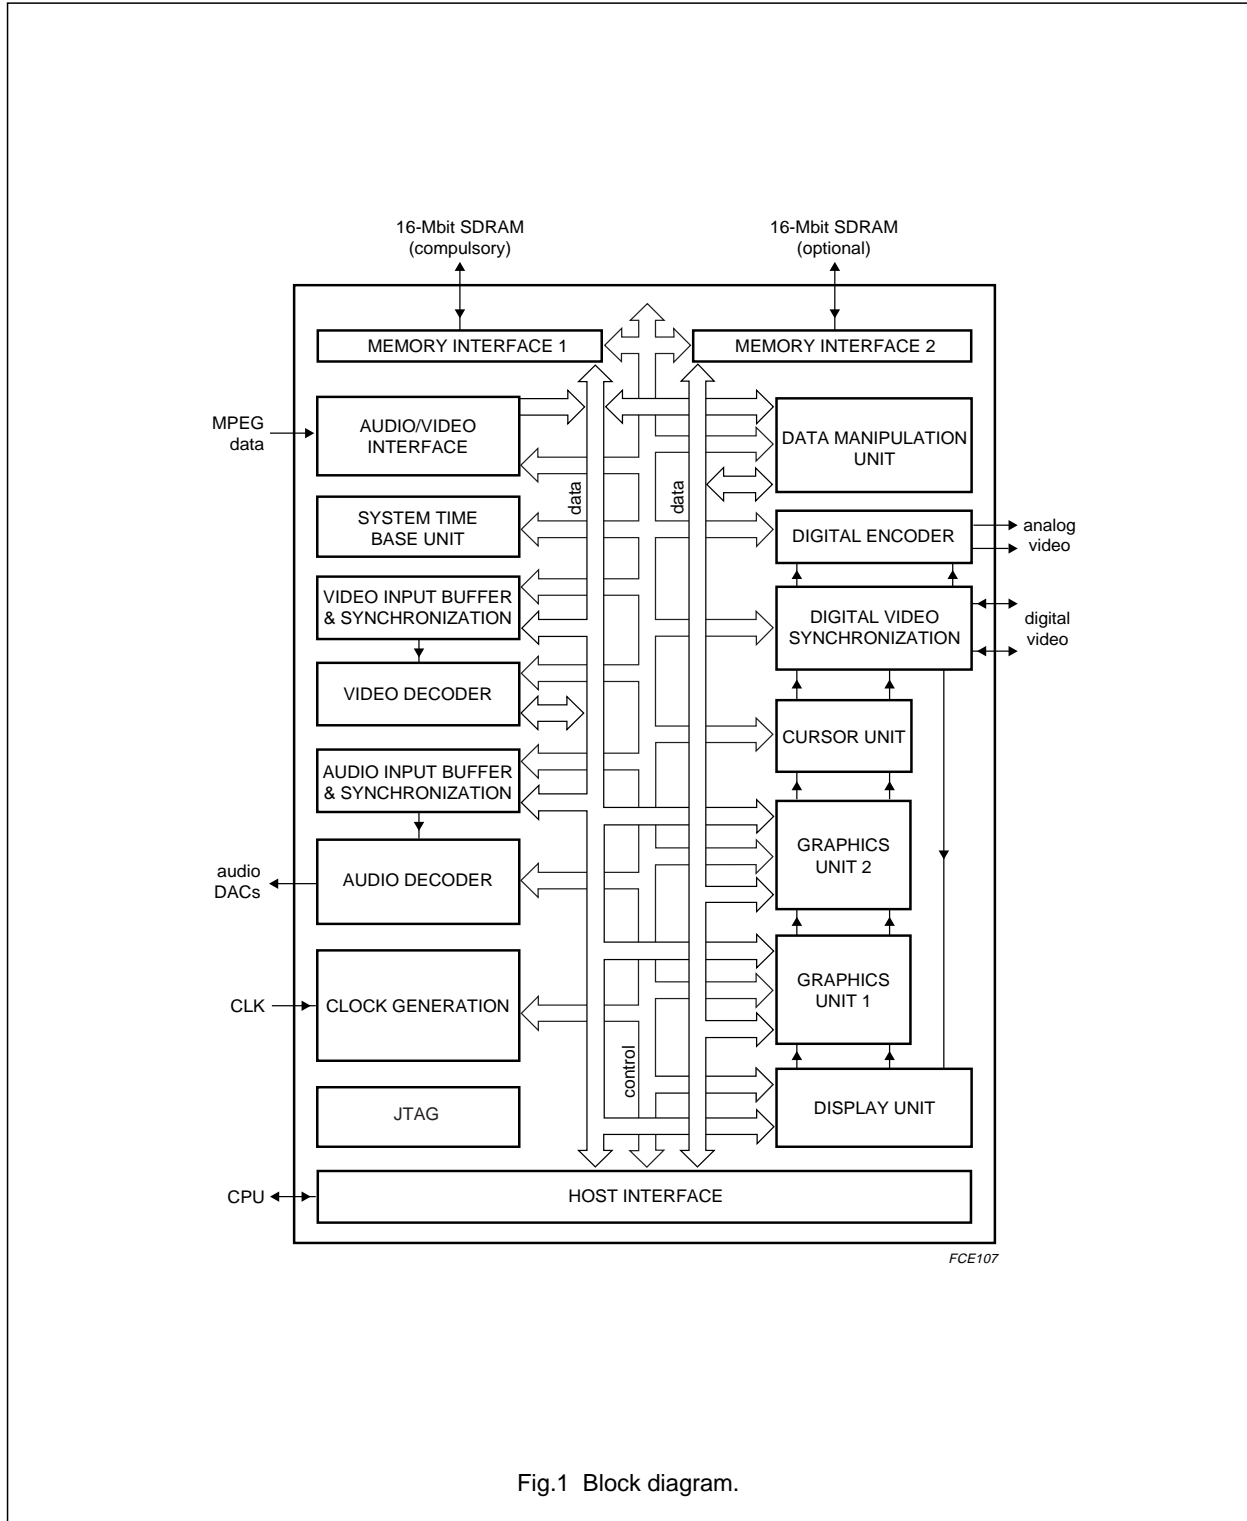 16-Mbit SDRAM
(compulsory)
16-Mbit SDRAM
(optional)
MEMORY INTERFACE 1
MEMORY INTERFACE 2
MPEG
data
AUDIO/VIDEO
INTERFACE
DATA MANIPULATION
UNIT
data
data
SYSTEM TIME
BASE UNIT
DIGITAL ENCODER
analog
video
VIDEO INPUT BUFFER
& SYNCHRONIZATION
DIGITAL VIDEO
SYNCHRONIZATION
digital
video
VIDEO DECODER
CURSOR UNIT
AUDIO INPUT BUFFER
& SYNCHRONIZATION
GRAPHICS
UNIT 2
audio
DACs
AUDIO DECODER
CLK
CLOCK GENERATION
GRAPHICS
UNIT 1
control
JTAG
DISPLAY UNIT
CPU
HOST INTERFACE
FCE107
Fig.1 Block diagram.